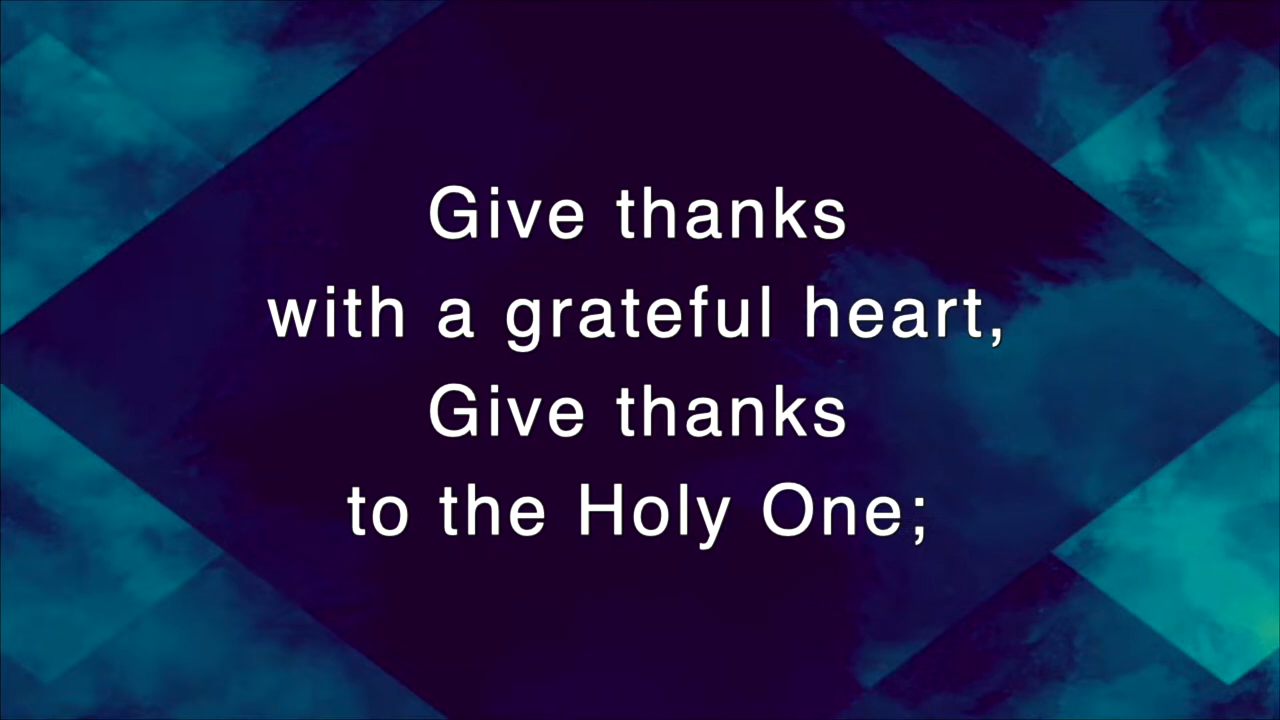 Give thanks
with a grateful heart,
Give thanks
to the Holy One;